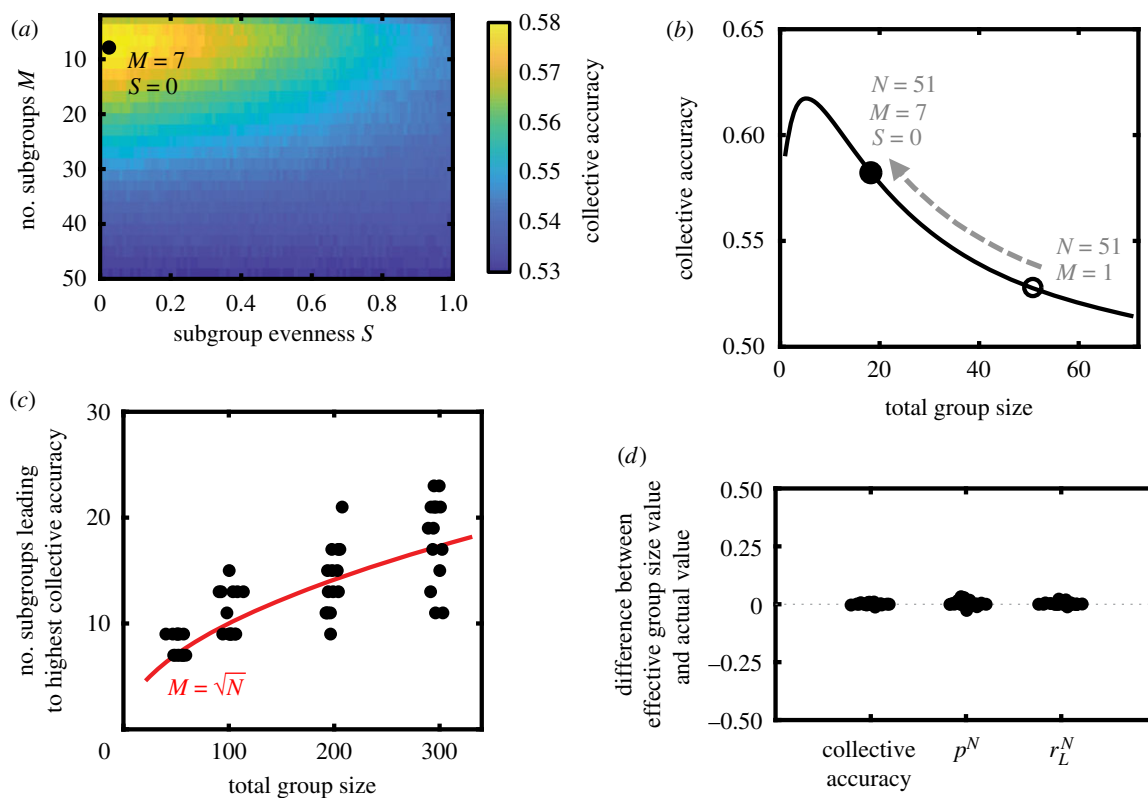 (a)
no. subgroups M
10
20
30
40
50
M = 7
S = 0
0
0.2
0.4
0.6
0.8
1.0
subgroup evenness S
0.58
0.57
0.56
0.55
0.54
0.53
collective accuracy
(b)
collective accuracy
0.65
0.60
0.55
0.50
N = 51
M = 7
S = 0
N = 51
M = 1
0
20
40
60
total group size
(c)
no. subgroups leading
to highest collective accuracy
30
20
10
0
M = √N
100
200
300
total group size
(d)
difference between
effective group size value
and actual value
0.50
0.25
0
−0.25
−0.50
collective
accuracy
p^N
r_L^N